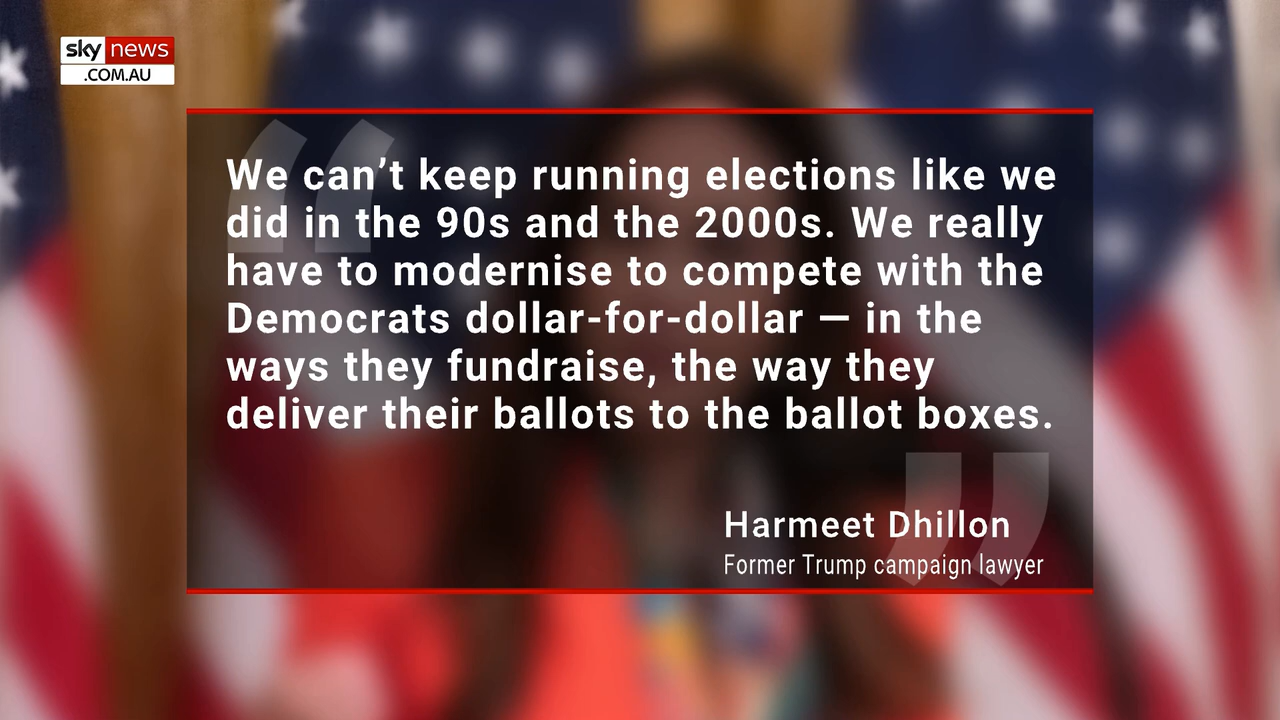 sky news
.COM.AU
We can’t keep running elections like we
did in the 90s and the 2000s. We really
have to modernise to compete with the
Democrats dollar-for-dollar — in the
ways they fundraise, the way they
deliver their ballots to the ballot boxes.
Harmeet Dhillon
Former Trump campaign lawyer